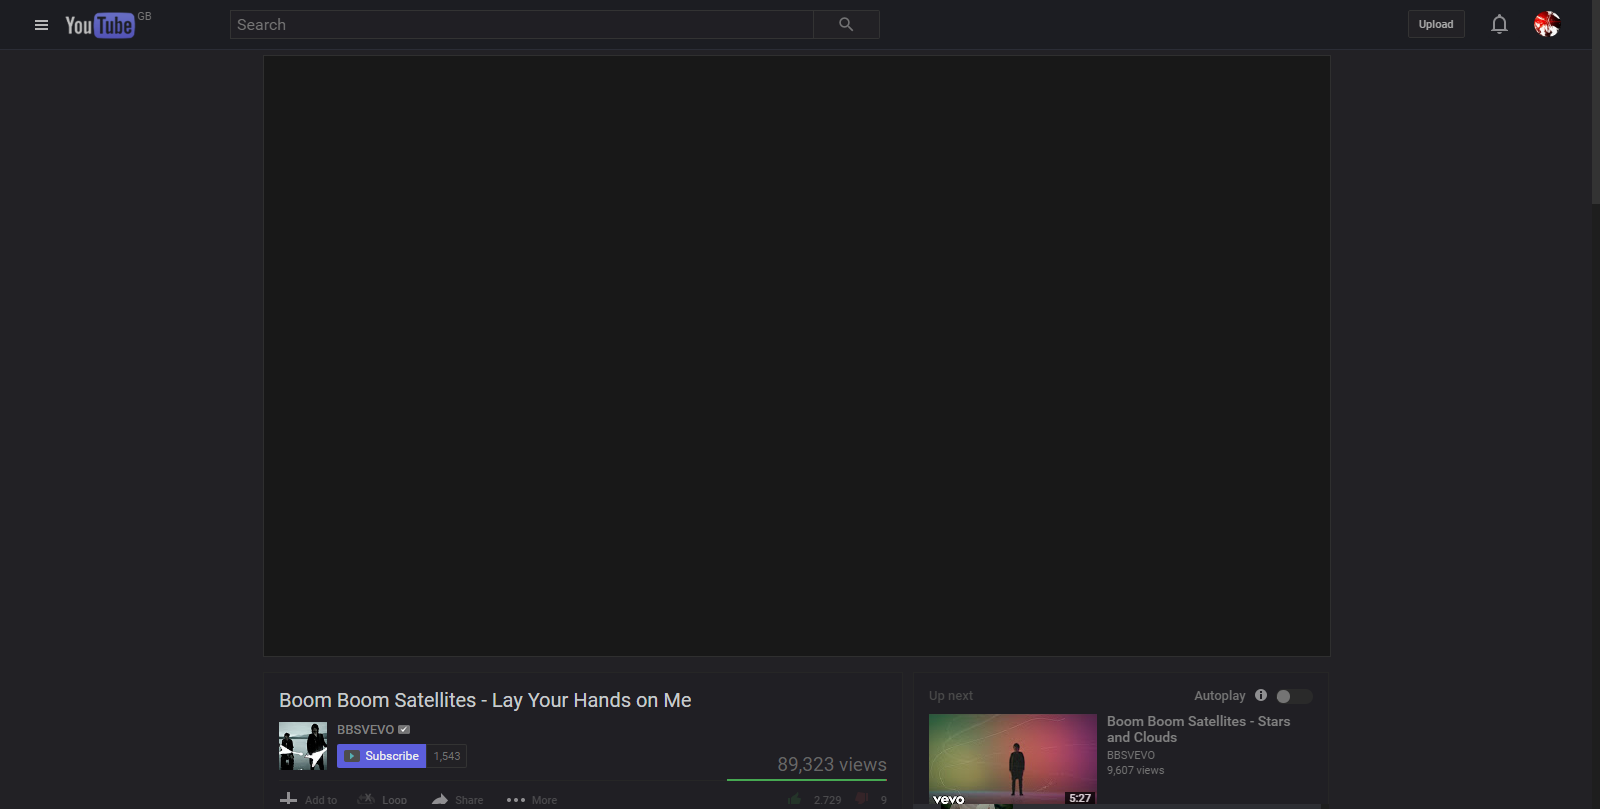 YouTube GB
Search
Upload
Boom Boom Satellites - Lay Your Hands on Me
BBSVEVO
Subscribe 1,543
89,323 views
Add to Loop Share More 2,729 9
Up next
Autoplay
vevo 5:27
Boom Boom Satellites - Stars
and Clouds
BBSVEVO
9,607 views